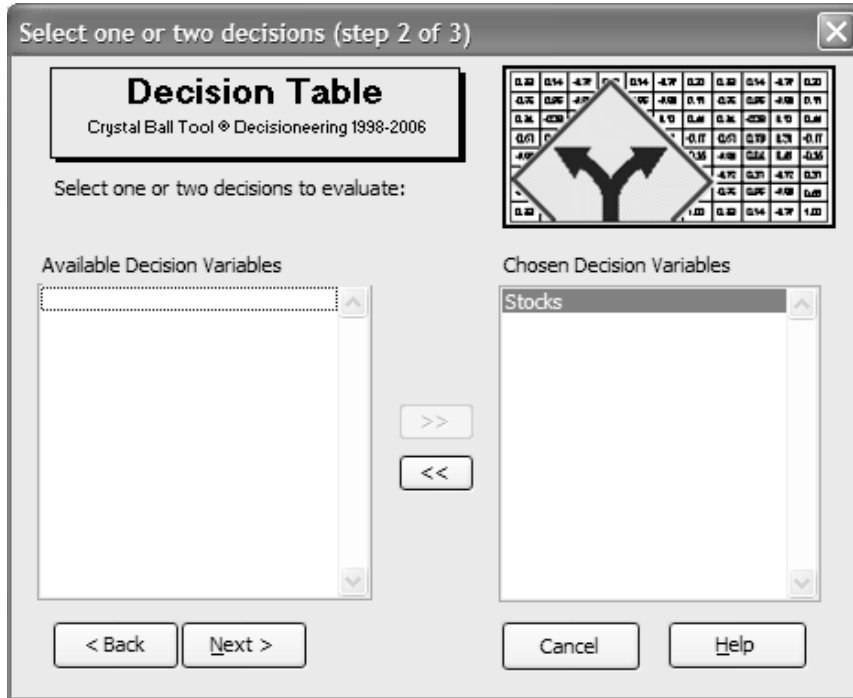 Select one or two decisions (step 2 of 3)
Decision Table
Crystal Ball Tool ® Decisioneering 1998-2006
Select one or two decisions to evaluate:
Available Decision Variables
Chosen Decision Variables
Stocks
>>
<<
< Back
Next >
Cancel
Help